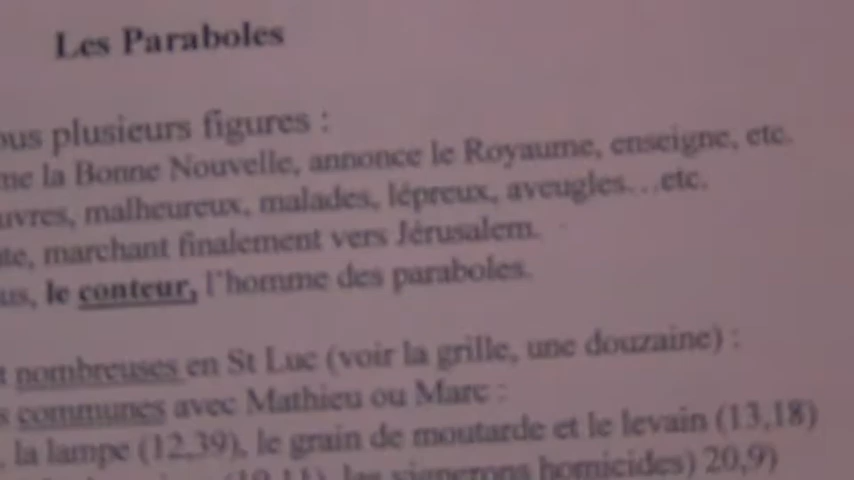 Les Paraboles
ous plusieurs figures :
me la Bonne Nouvelle, annonce le Royaume, enseigne, etc.
uvres, malheureux, malades, lépreux, aveugles…etc.
te, marchant finalement vers Jérusalem.
us, le conteur, l'homme des paraboles.
t nombreuses en St Luc (voir la grille, une douzaine) :
s communes avec Mathieu ou Marc :
, la lampe (12,39), le grain de moutarde et le levain (13,18)
les vignerons homicides) 20,9)